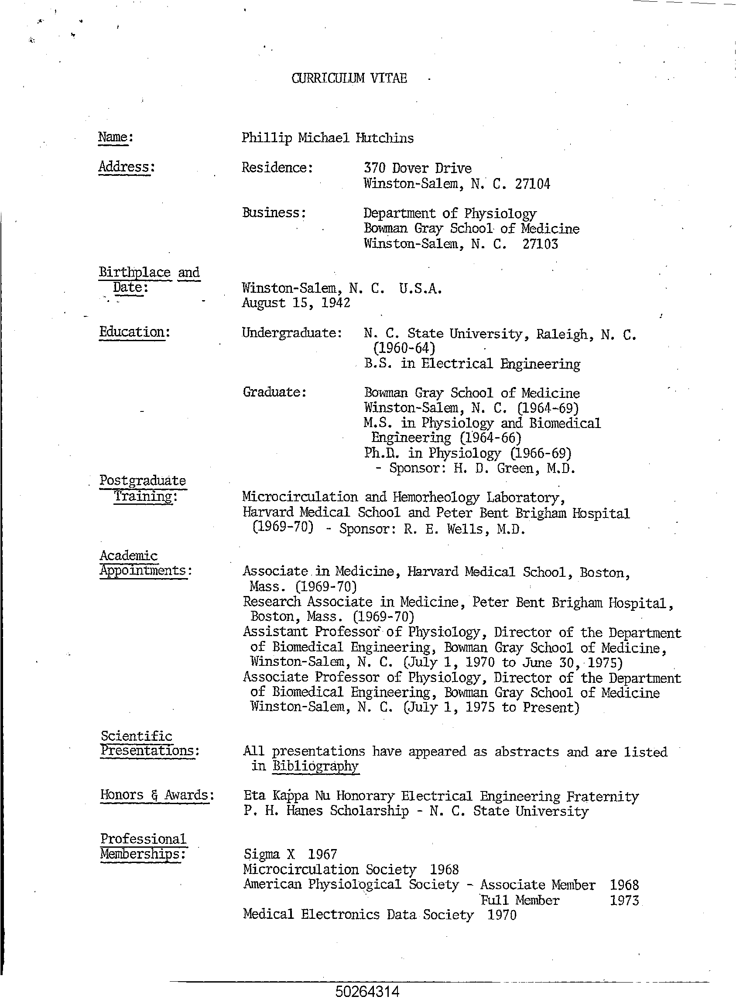 CURRICULUM VITAE
Name: Phillip Michael Hutchins
Address: Residence: 370 Dover Drive
Winston-Salem, N. C. 27104
Business: Department of Physiology
Bowman Gray School of Medicine
Winston-Salem, N. C. 27103
Birthplace and
Date: Winston-Salem, N. C. U.S.A.
August 15, 1942
Education: Undergraduate: N. C. State University, Raleigh, N. C.
(1960-64)
B.S. in Electrical Engineering
Graduate: Bowman Gray School of Medicine
Winston-Salem, N. C. (1964-69)
M.S. in Physiology and Biomedical
Engineering (1964-66)
Ph.D. in Physiology (1966-69)
- Sponsor: H. D. Green, M.D.
Postgraduate
Training: Microcirculation and Hemorheology Laboratory,
Harvard Medical School and Peter Bent Brigham Hospital
(1969-70) - Sponsor: R. E. Wells, M.D.
Academic
Appointments: Associate in Medicine, Harvard Medical School, Boston,
Mass. (1969-70)
Research Associate in Medicine, Peter Bent Brigham Hospital,
Boston, Mass. (1969-70)
Assistant Professor of Physiology, Director of the Department
of Biomedical Engineering, Bowman Gray School of Medicine,
Winston-Salem, N. C. (July 1, 1970 to June 30, 1975)
Associate Professor of Physiology, Director of the Department
of Biomedical Engineering, Bowman Gray School of Medicine
Winston-Salem, N. C. (July 1, 1975 to Present)
Scientific
Presentations: All presentations have appeared as abstracts and are listed
in Bibliography
Honors & Awards: Eta Kappa Nu Honorary Electrical Engineering Fraternity
P. H. Hanes Scholarship - N. C. State University
Professional
Memberships: Sigma X 1967
Microcirculation Society 1968
American Physiological Society - Associate Member 1968
Full Member 1973
Medical Electronics Data Society 1970
50264314